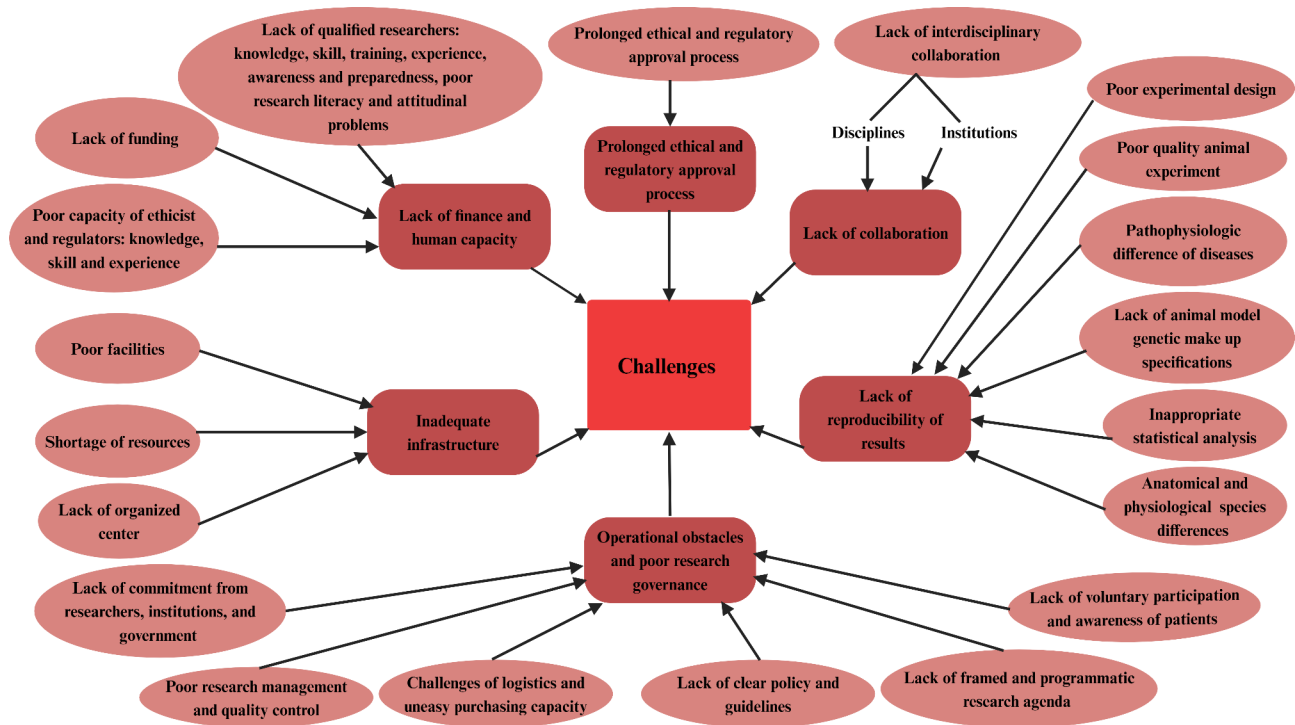 Lack of qualified researchers:
knowledge, skill, training, experience,
awareness and preparedness, poor
research literacy and attitudinal
problems
Prolonged ethical and regulatory
approval process
Lack of interdisciplinary
collaboration
Poor experimental design
Lack of funding
Disciplines
Institutions
Poor quality animal
experiment
Prolonged ethical and
regulatory approval
process
Poor capacity of ethicist
and regulators: knowledge,
skill and experience
Lack of finance and
human capacity
Lack of collaboration
Pathophysiologic
difference of diseases
Lack of animal model
genetic make up
specifications
Poor facilities
Challenges
Inadequate
infrastructure
Lack of
reproducibility of
results
Shortage of resources
Inappropriate
statistical analysis
Lack of organized
center
Anatomical and
physiological species
differences
Operational obstacles
and poor research
governance
Lack of commitment from
researchers, institutions, and
government
Lack of voluntary participation
and awareness of patients
Poor research management
and quality control
Challenges of logistics and
uneasy purchasing capacity
Lack of clear policy and
guidelines
Lack of framed and programmatic
research agenda